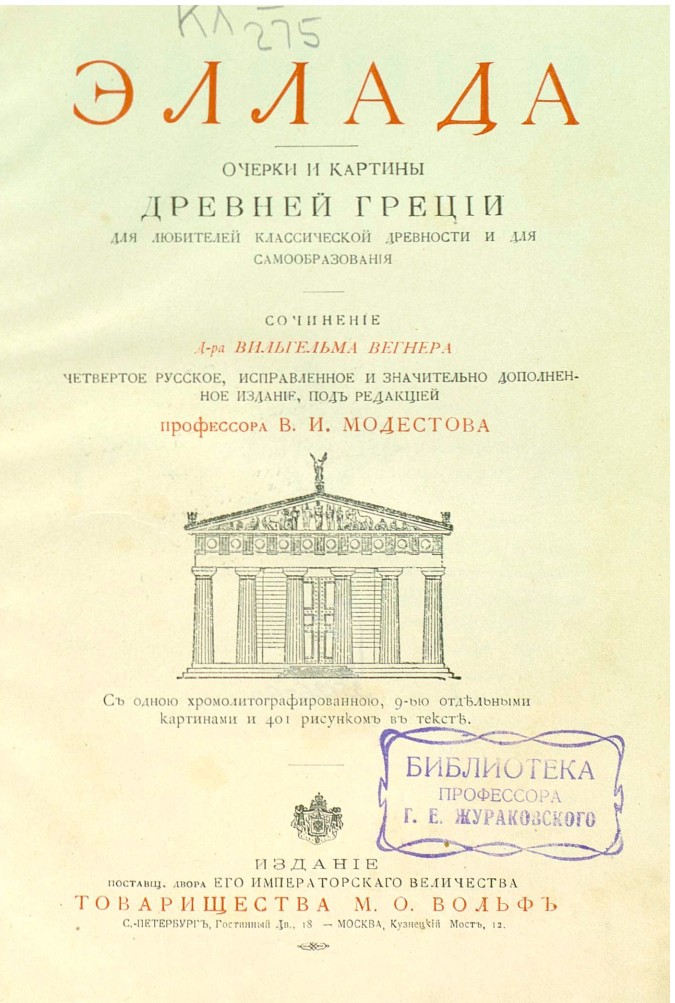 КЛ 275
ЭЛЛАДА
ОЧЕРКИ И КАРТИНЫ
ДРЕВНЕЙ ГРЕЦІИ
ДЛЯ ЛЮБИТЕЛЕЙ КЛАССИЧЕСКОЙ ДРЕВНОСТИ И ДЛЯ
САМООБРАЗОВАНІЯ
СОЧИНЕНІЕ
Д-ра ВИЛЬГЕЛЬМА ВЕГНЕРА
ЧЕТВЕРТОЕ РУССКОЕ, ИСПРАВЛЕННОЕ И ЗНАЧИТЕЛЬНО ДОПОЛНЕН-
НОЕ ИЗДАНІЕ, ПОДЪ РЕДАКЦІЕЙ
профессора В. И. МОДЕСТОВА
Съ одною хромолитографированною, 9-ью отдѣльными
картинами и 401 рисункомъ въ текстѣ.
БИБЛИОТЕКА
ПРОФЕССОРА
Г. Е. ЖУРАКОВСКОГО
ИЗДАНІЕ
ПОСТАВЩ. ДВОРА ЕГО ИМПЕРАТОРСКАГО ВЕЛИЧЕСТВА
ТОВАРИЩЕСТВА М. О. ВОЛЬФЪ
С.-ПЕТЕРБУРГЪ, Гостинный Дв., 18 — МОСКВА, Кузнецкій Мостъ, 12.